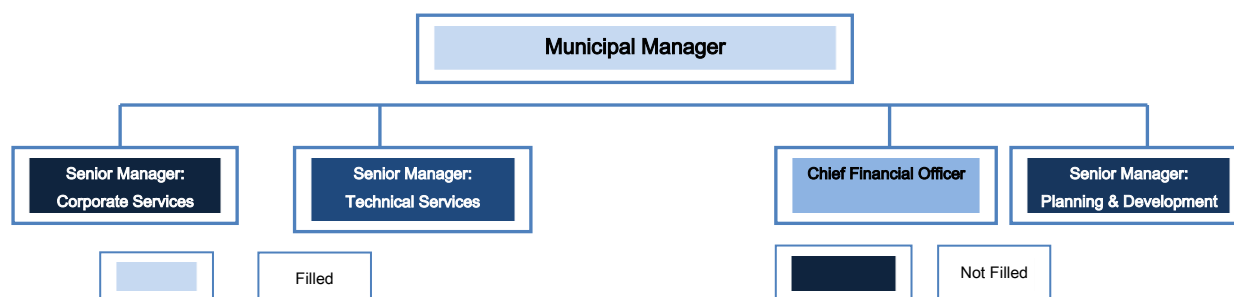 Municipal Manager
Senior Manager:
Corporate Services
Senior Manager:
Technical Services
Chief Financial Officer
Senior Manager:
Planning & Development
Filled
Not Filled